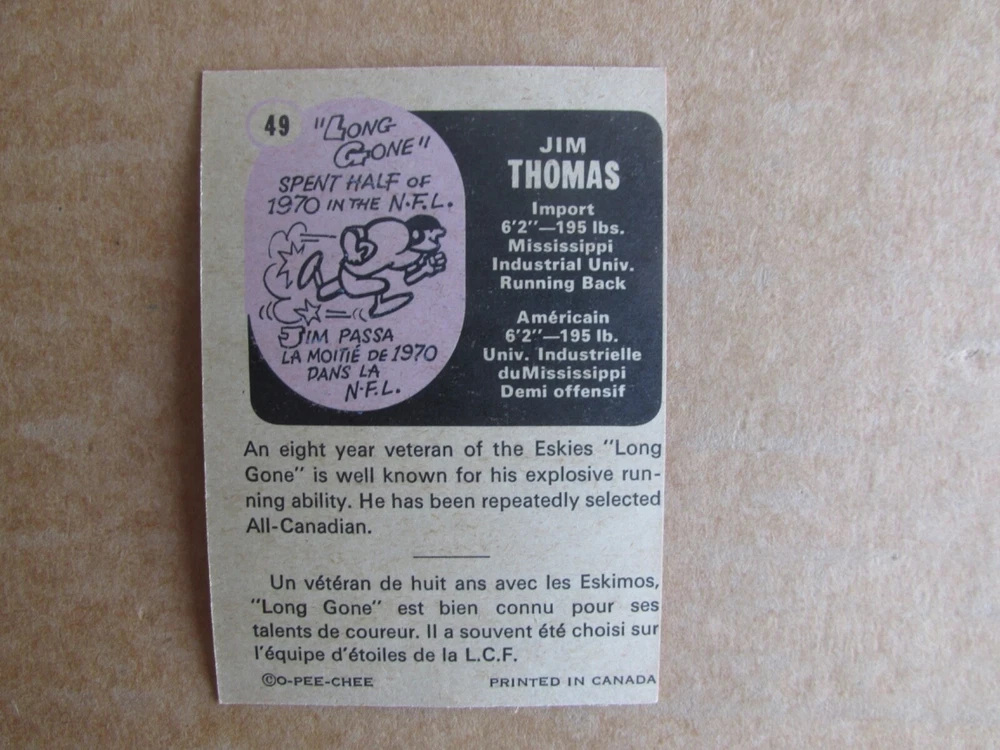 49
"LONG
GONE"
SPENT HALF OF
1970 IN THE N.F.L.
JIM PASSA
LA MOITIÉ DE 1970
DANS LA
N.F.L.
JIM
THOMAS
Import
6'2"—195 lbs.
Mississippi
Industrial Univ.
Running Back
Américain
6'2"—195 lb.
Univ. Industrielle
duMississippi
Demi offensif
An eight year veteran of the Eskies "Long
Gone" is well known for his explosive run-
ning ability. He has been repeatedly selected
All-Canadian.
Un vétéran de huit ans avec les Eskimos,
"Long Gone" est bien connu pour ses
talents de coureur. Il a souvent été choisi sur
l'équipe d'étoiles de la L.C.F.
©O-PEE-CHEE PRINTED IN CANADA